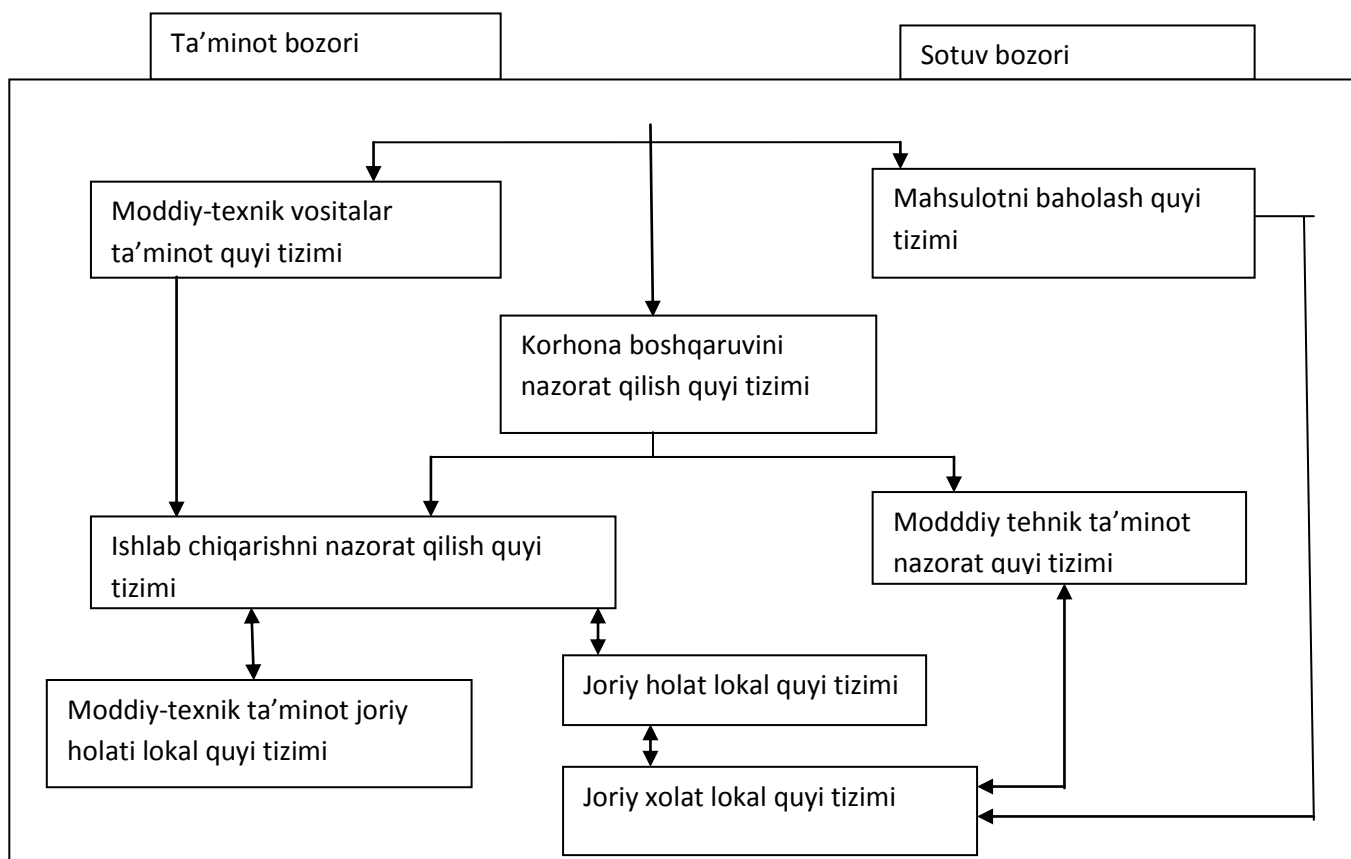 Ta’minot bozori
Sotuv bozori
Moddiy-texnik vositalar
ta’minot quyi tizimi
Mahsulotni baholash quyi
tizimi
Korhona boshqaruvini
nazorat qilish quyi tizimi
Ishlab chiqarishni nazorat qilish quyi
tizimi
Modddiy tehnik ta’minot
nazorat quyi tizimi
Moddiy-texnik ta’minot joriy
holati lokal quyi tizimi
Joriy holat lokal quyi tizimi
Joriy xolat lokal quyi tizimi